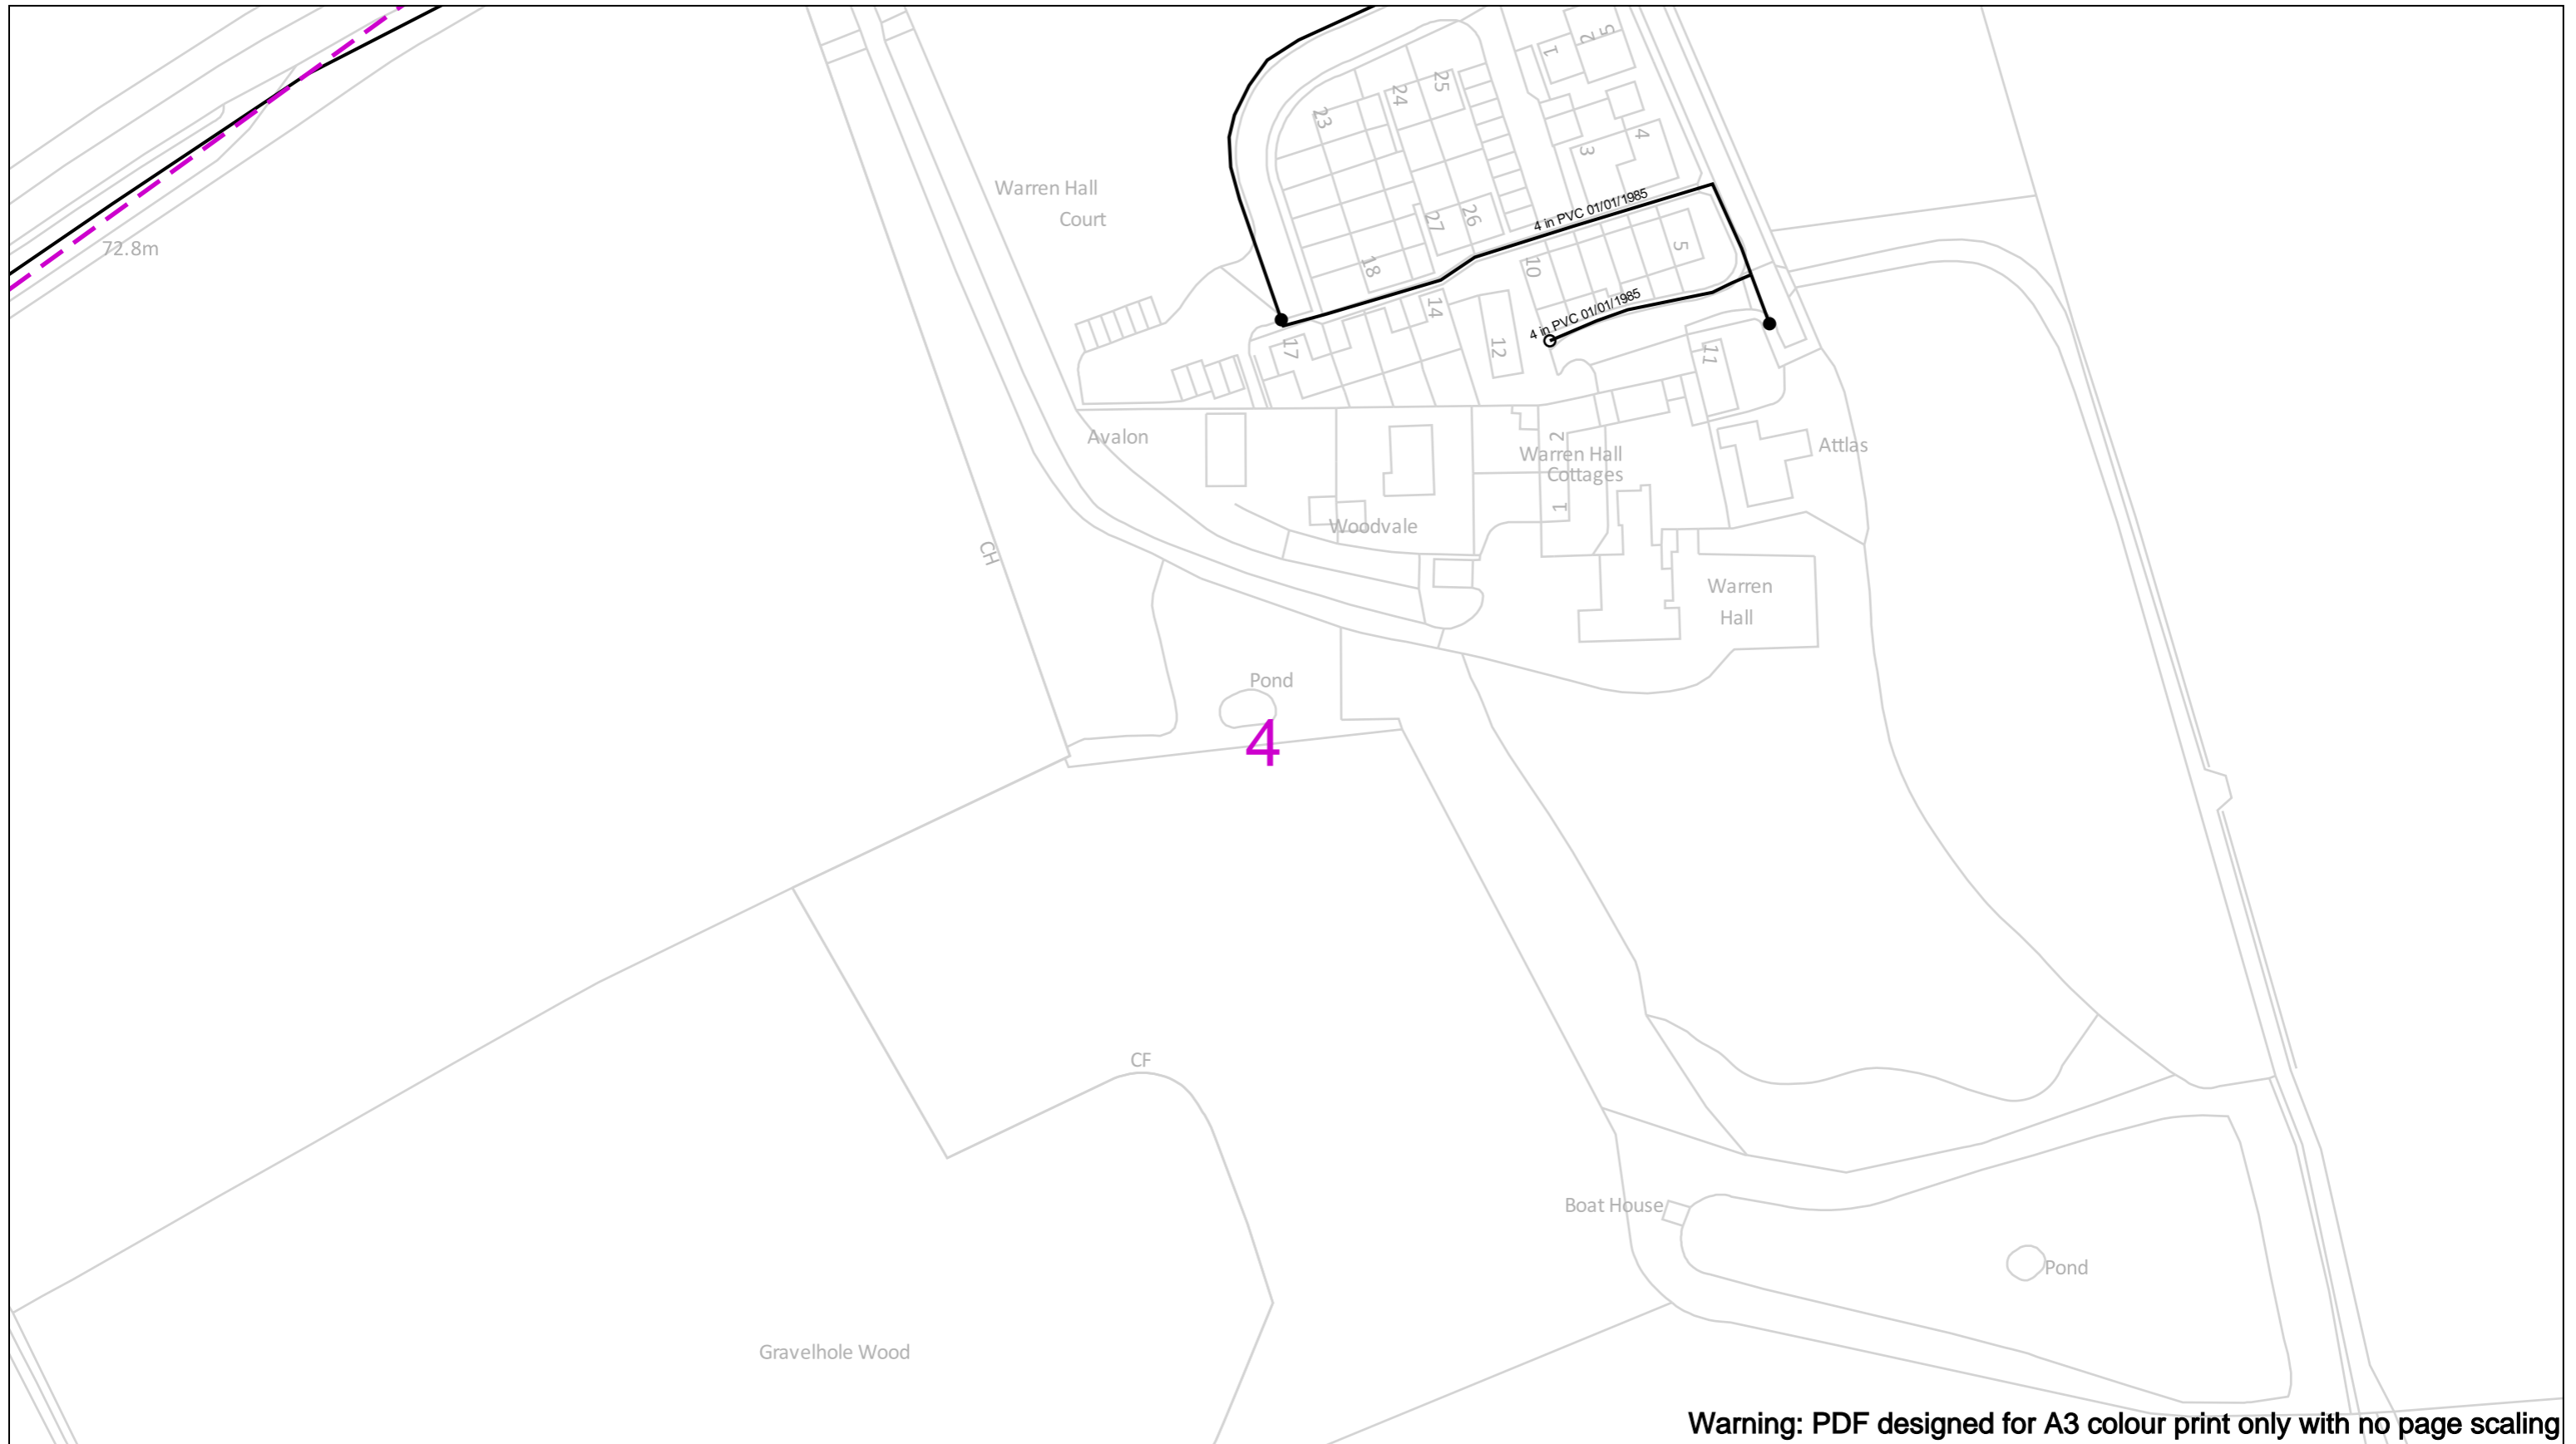 1
2
5
25
24
23
4
3
4 in PVC 01/01/1985
Warren Hall
Court
26
27
5
72.8m
18
10
4 in PVC 01/01/1985
14
17
12
11
Avalon
2
Warren Hall
Cottages
Attlas
1
Woodvale
CH
Warren
Hall
Pond
4
CF
Boat House
Pond
Gravelhole Wood
Warning: PDF designed for A3 colour print only with no page scaling